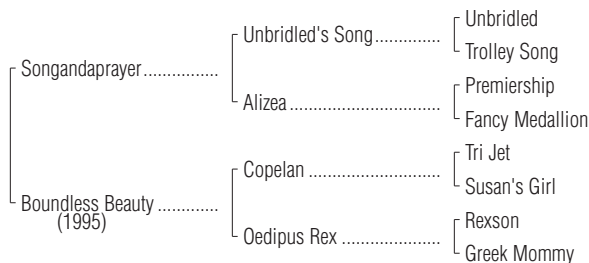 Unbridled
Unbridled's Song..............
Trolley Song
Songandaprayer................
Premiership
Alizea................................
Fancy Medallion
Tri Jet
Copelan ............................
Susan's Girl
Boundless Beauty .............
(1995)
Rexson
Oedipus Rex .....................
Greek Mommy